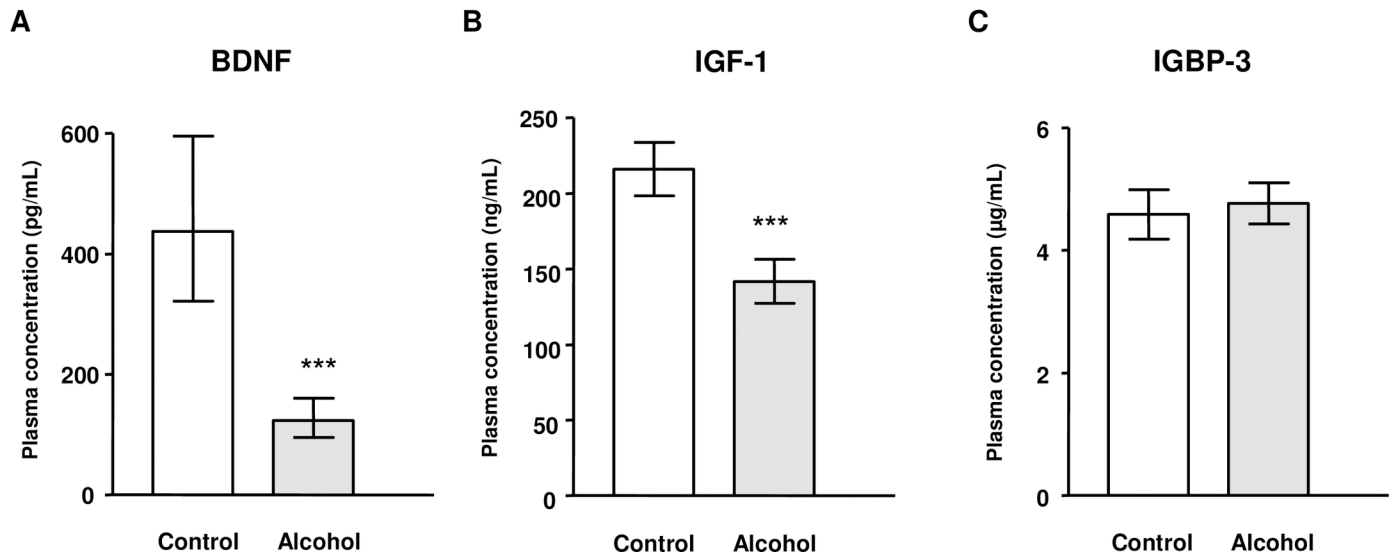 A
BDNF
Plasma concentration (pg/mL)
600
400
200
0
***
Control Alcohol
B
IGF-1
Plasma concentration (ng/mL)
250
200
150
100
50
0
***
Control Alcohol
C
IGBP-3
Plasma concentration (µg/mL)
6
4
2
0
Control Alcohol